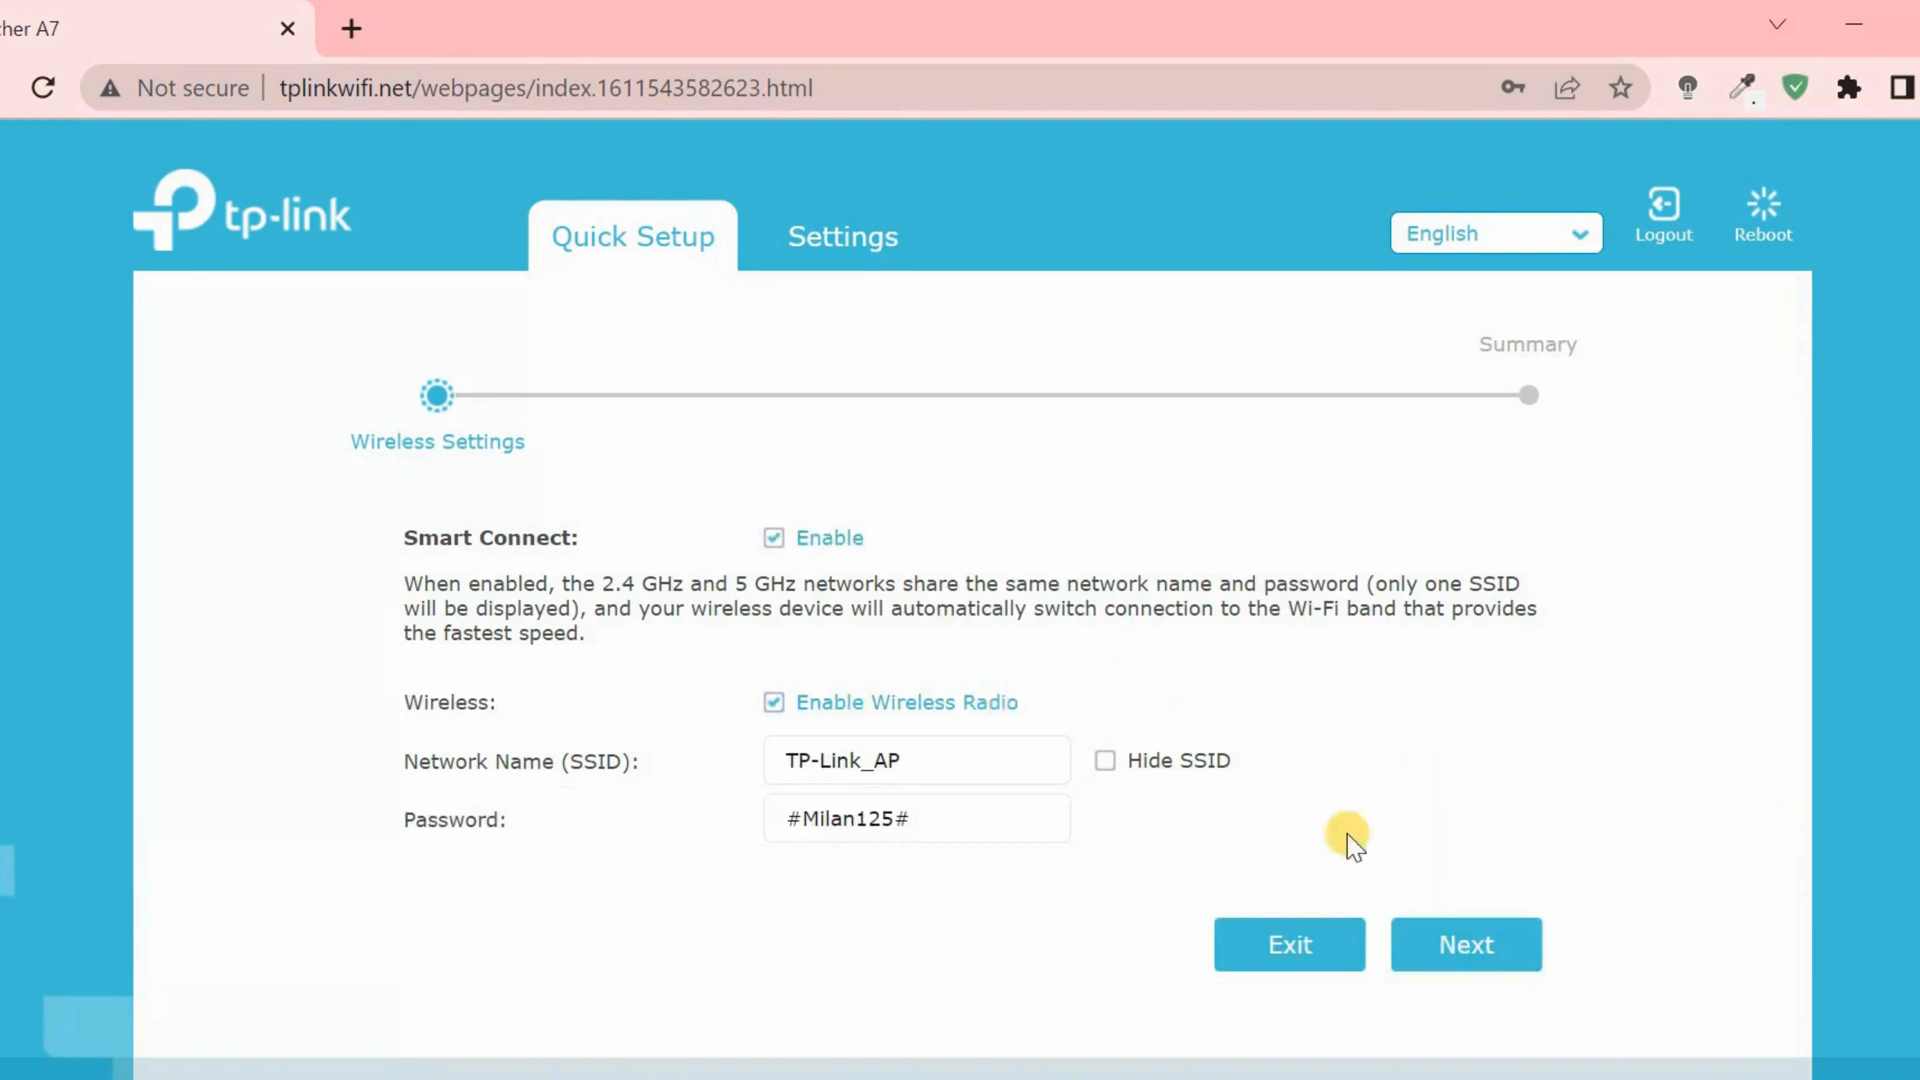 cher A7
Not secure
tplinkwifi.net/webpages/index.1611543582623.html
tp-link
Quick Setup
Settings
English
Logout
Reboot
Summary
Wireless Settings
Smart Connect:
Enable
When enabled, the 2.4 GHz and 5 GHz networks share the same network name and password (only one SSID
will be displayed), and your wireless device will automatically switch connection to the Wi-Fi band that provides
the fastest speed.
Wireless:
Enable Wireless Radio
Network Name (SSID):
TP-Link_AP
Hide SSID
Password:
#Milan125#
Exit
Next